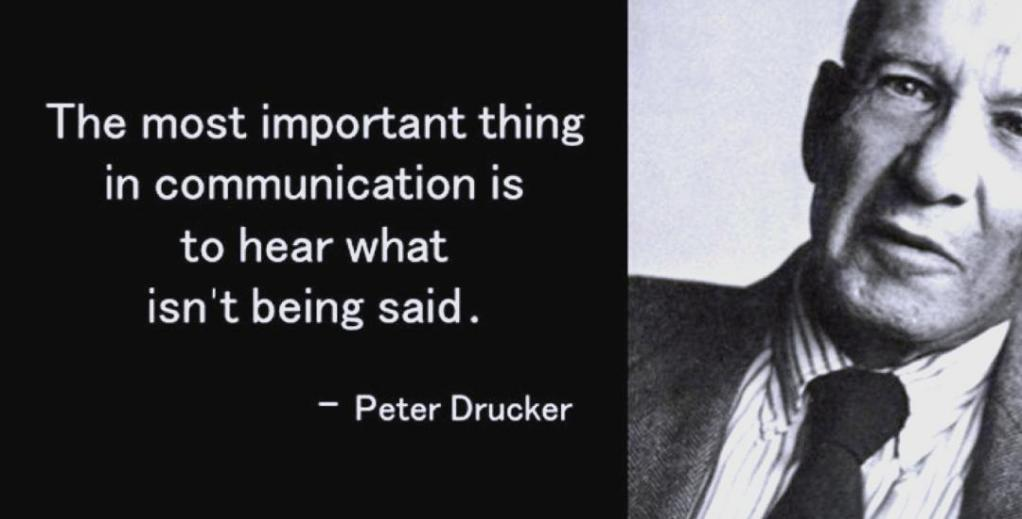 The most important thing
in communication is
to hear what
isn't being said.
– Peter Drucker